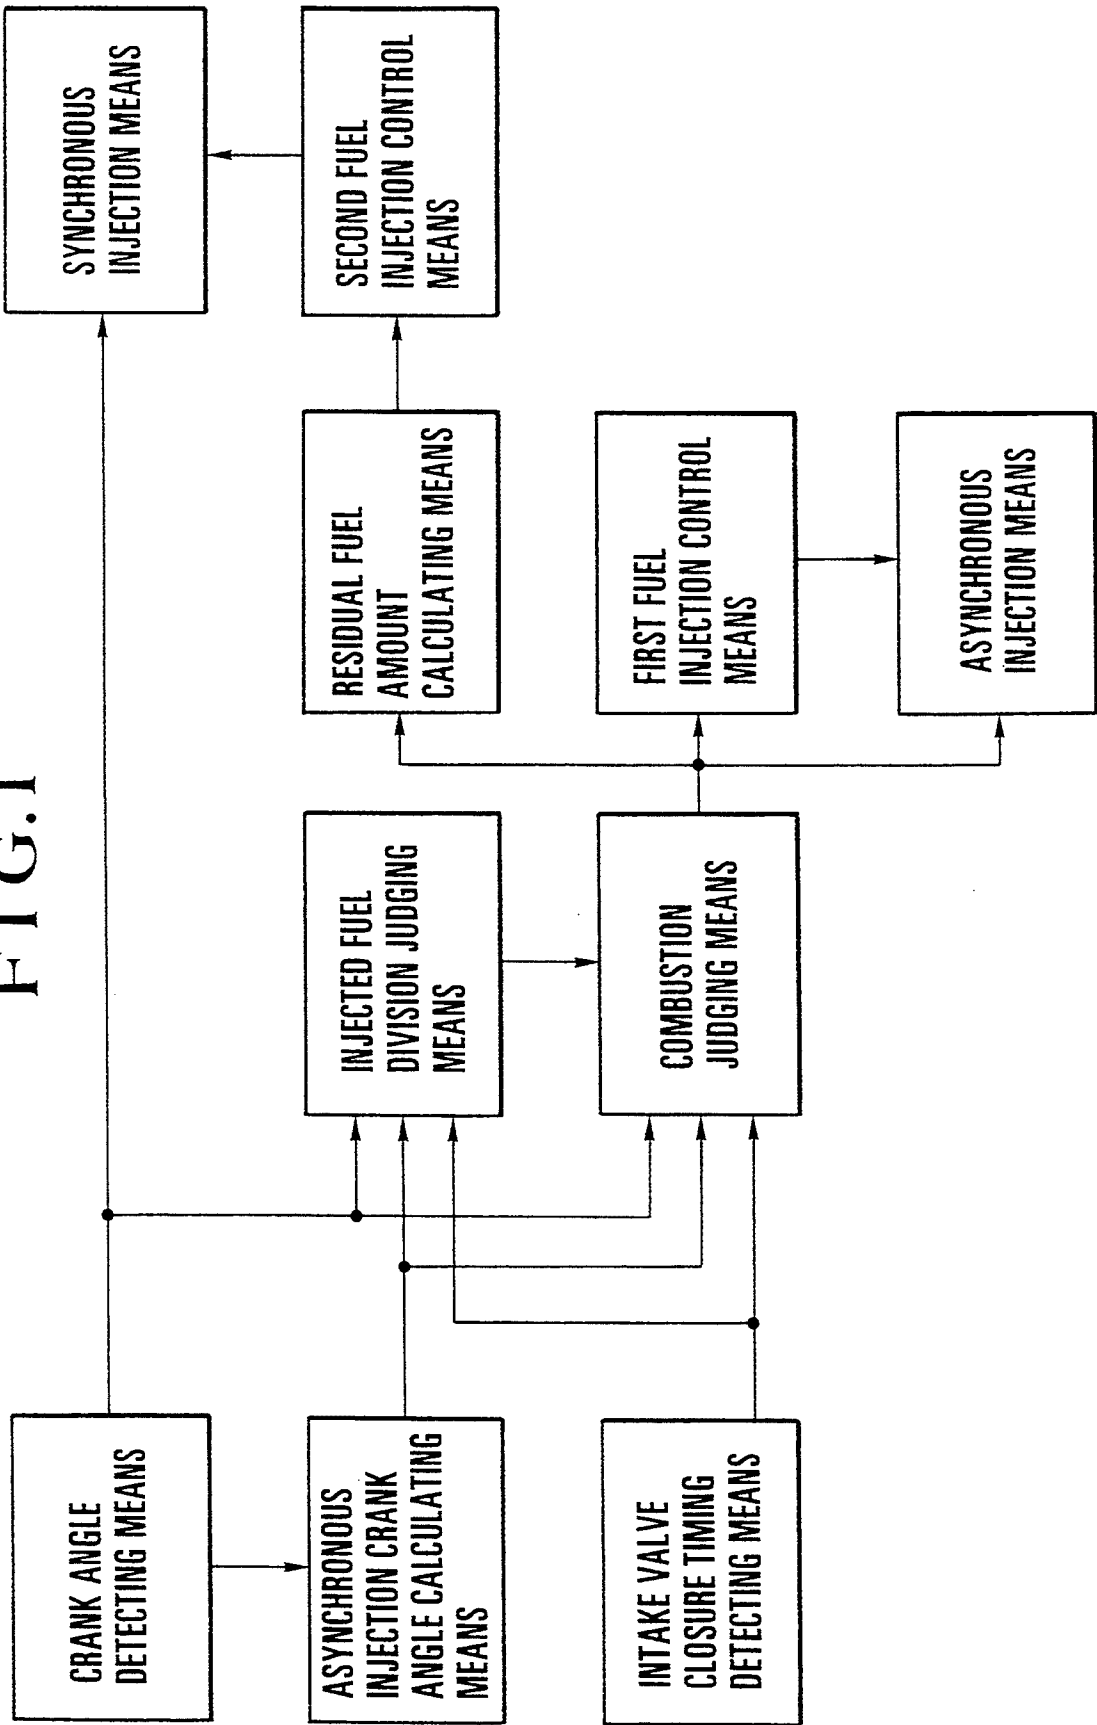 FIG.1
CRANK ANGLE
DETECTING MEANS
ASYNCHRONOUS
INJECTION CRANK
ANGLE CALCULATING
MEANS
INTAKE VALVE
CLOSURE TIMING
DETECTING MEANS
INJECTED FUEL
DIVISION JUDGING
MEANS
COMBUSTION
JUDGING MEANS
RESIDUAL FUEL
AMOUNT
CALCULATING MEANS
FIRST FUEL
INJECTION CONTROL
MEANS
ASYNCHRONOUS
INJECTION MEANS
SYNCHRONOUS
INJECTION MEANS
SECOND FUEL
INJECTION CONTROL
MEANS